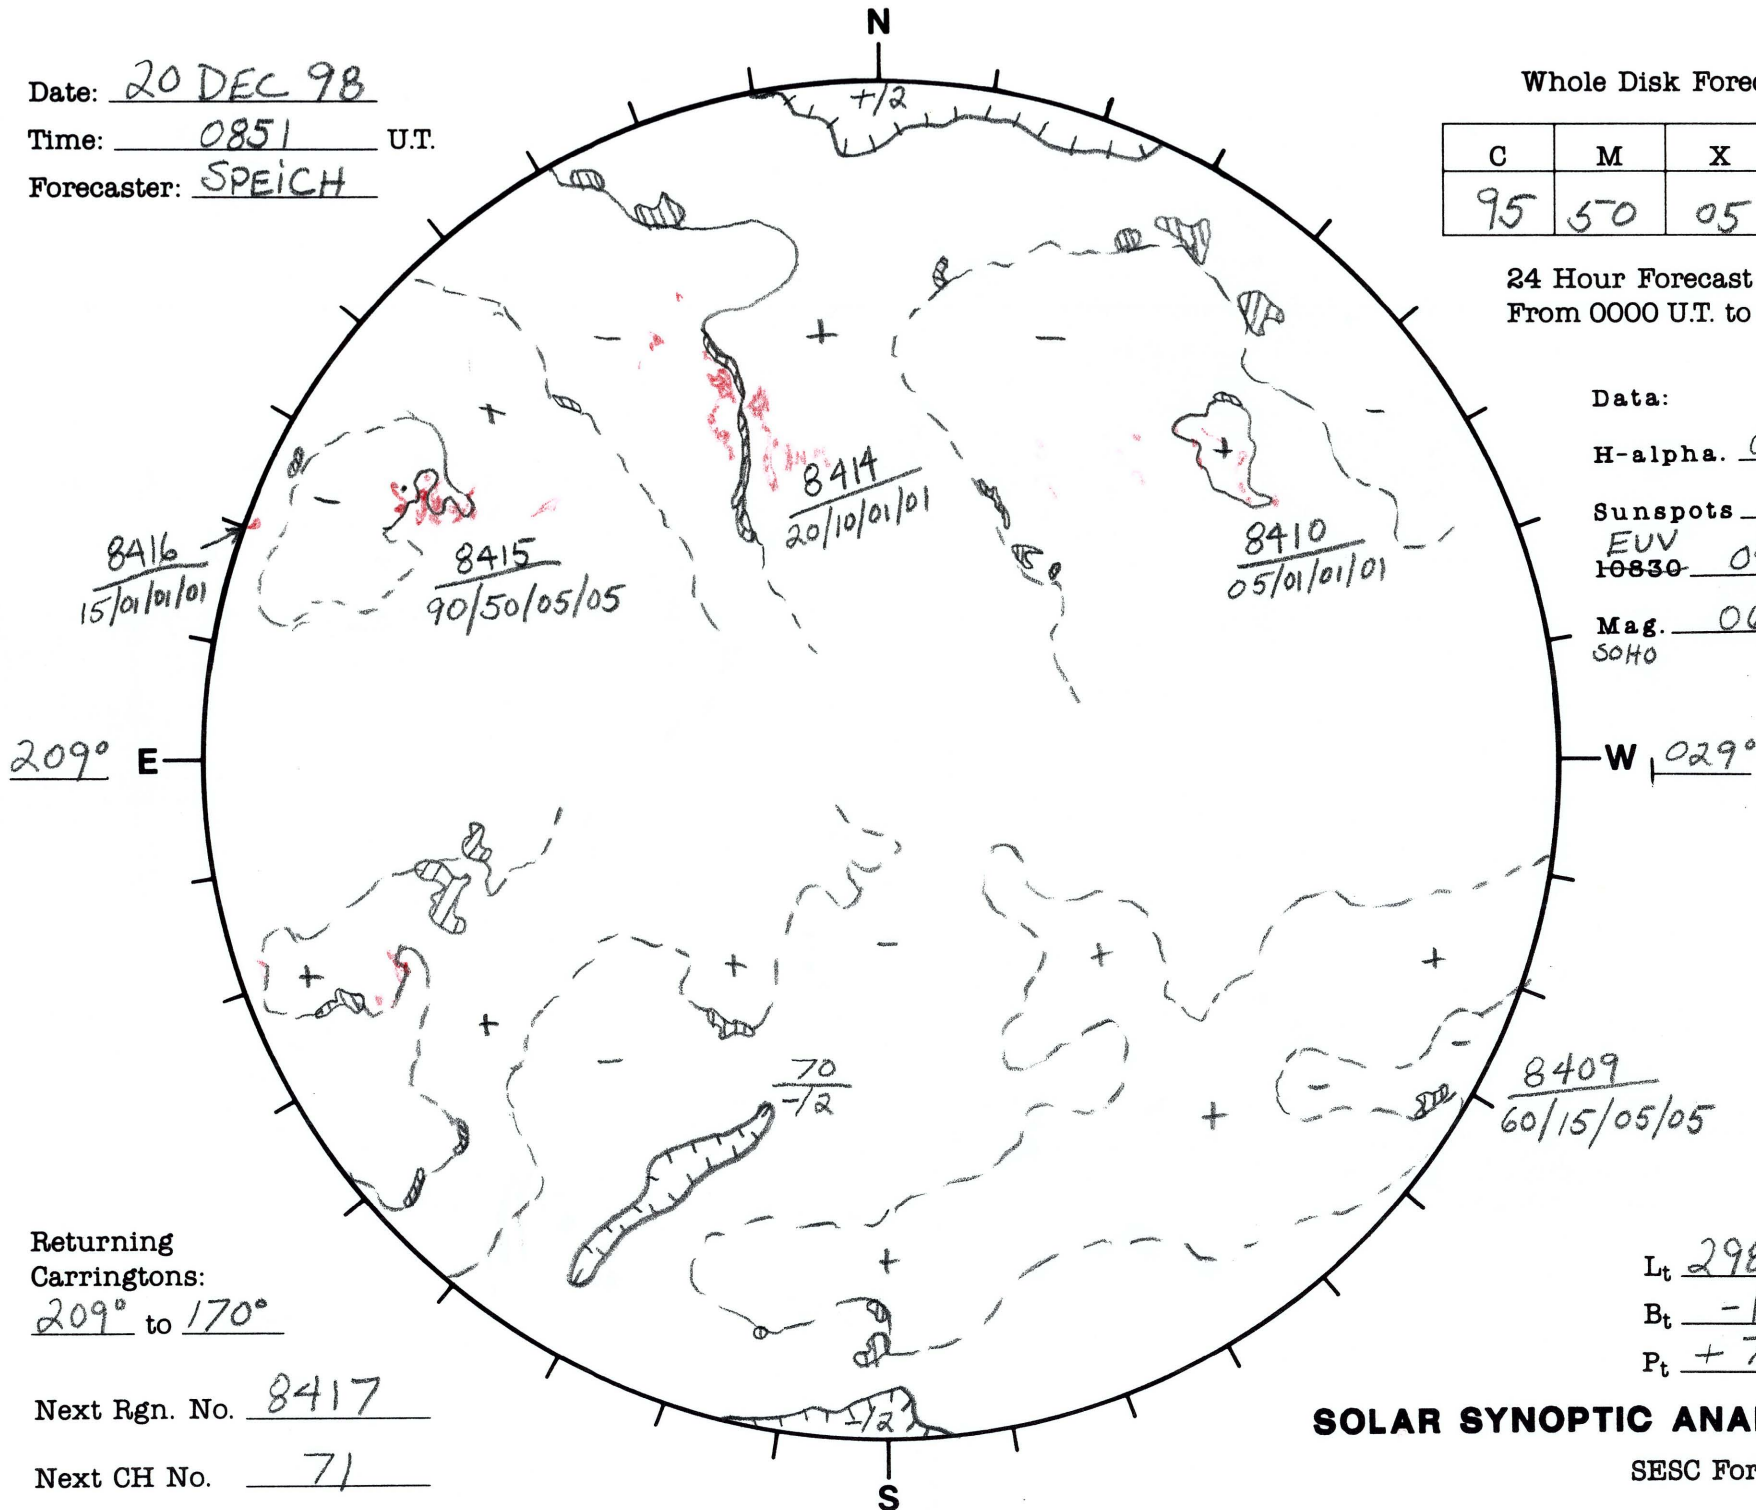 N
Date: 20 DEC 98
Time: 0851 U.T.
Forecaster: SPEICH
Whole Disk Forec
C M X
95 50 05
24 Hour Forecast
From 0000 U.T. to
Data:
H-alpha.
Sunspots
EUV
10830
Mag.
SOHO
+/2
- + -
+ + -
8414
20/10/01/01
8416
15/01/01/01
-
8415
90/50/05/05
8410
05/01/01/01
209° E
W 029°
+ + - + +
+ -
70
-/2
- - +
8409
60/15/05/05
+
-/2
Returning
Carringtons:
209° to 170°
Next Rgn. No. 8417
Next CH No. 71
Lt 298
Bt -1
Pt + 7
SOLAR SYNOPTIC ANA
SESC For
S